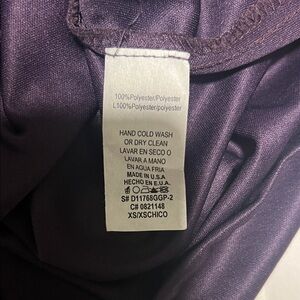 100%Polyester/Polyester
L100%Polyester/polyester
HAND COLD WASH
OR DRY CLEAN
LAVAR EN SECO O
LAVAR A MANO
EN AGUA FRIA
MADE IN U.S.A
HECHO EN E.U.A.
S# D11768GGP-2
C# 0821148
XS/XSCHICO